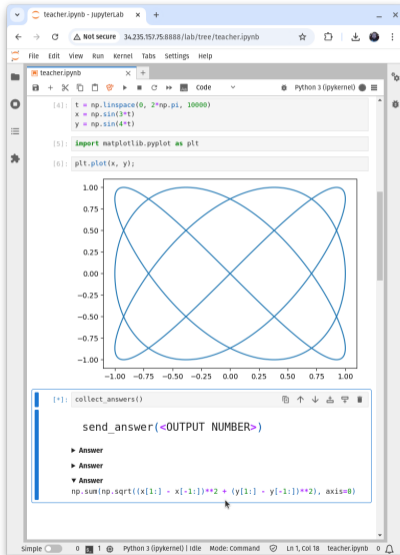 teacher.ipynb - JupyterLab
Not secure 34.235.157.75:8888/lab/tree/teacher.ipynb
File Edit View Run Kernel Tabs Settings Help
teacher.ipynb
Code
Python 3 (ipykernel)
[4]: t = np.linspace(0, 2*np.pi, 10000)
x = np.sin(3*t)
y = np.sin(4*t)
[5]: import matplotlib.pyplot as plt
[6]: plt.plot(x, y);
1.00
0.75
0.50
0.25
0.00
−0.25
−0.50
−0.75
−1.00
−1.00 −0.75 −0.50 −0.25 0.00 0.25 0.50 0.75 1.00
[*]: collect_answers()
send_answer(<OUTPUT NUMBER>)
Answer
Answer
Answer
np.sum(np.sqrt((x[1:] - x[-1:])**2 + (y[1:] - y[-1:])**2), axis=0)
Simple 0 1 Python 3 (ipykernel) | Idle Mode: Command Ln 1, Col 18 teacher.ipynb 0